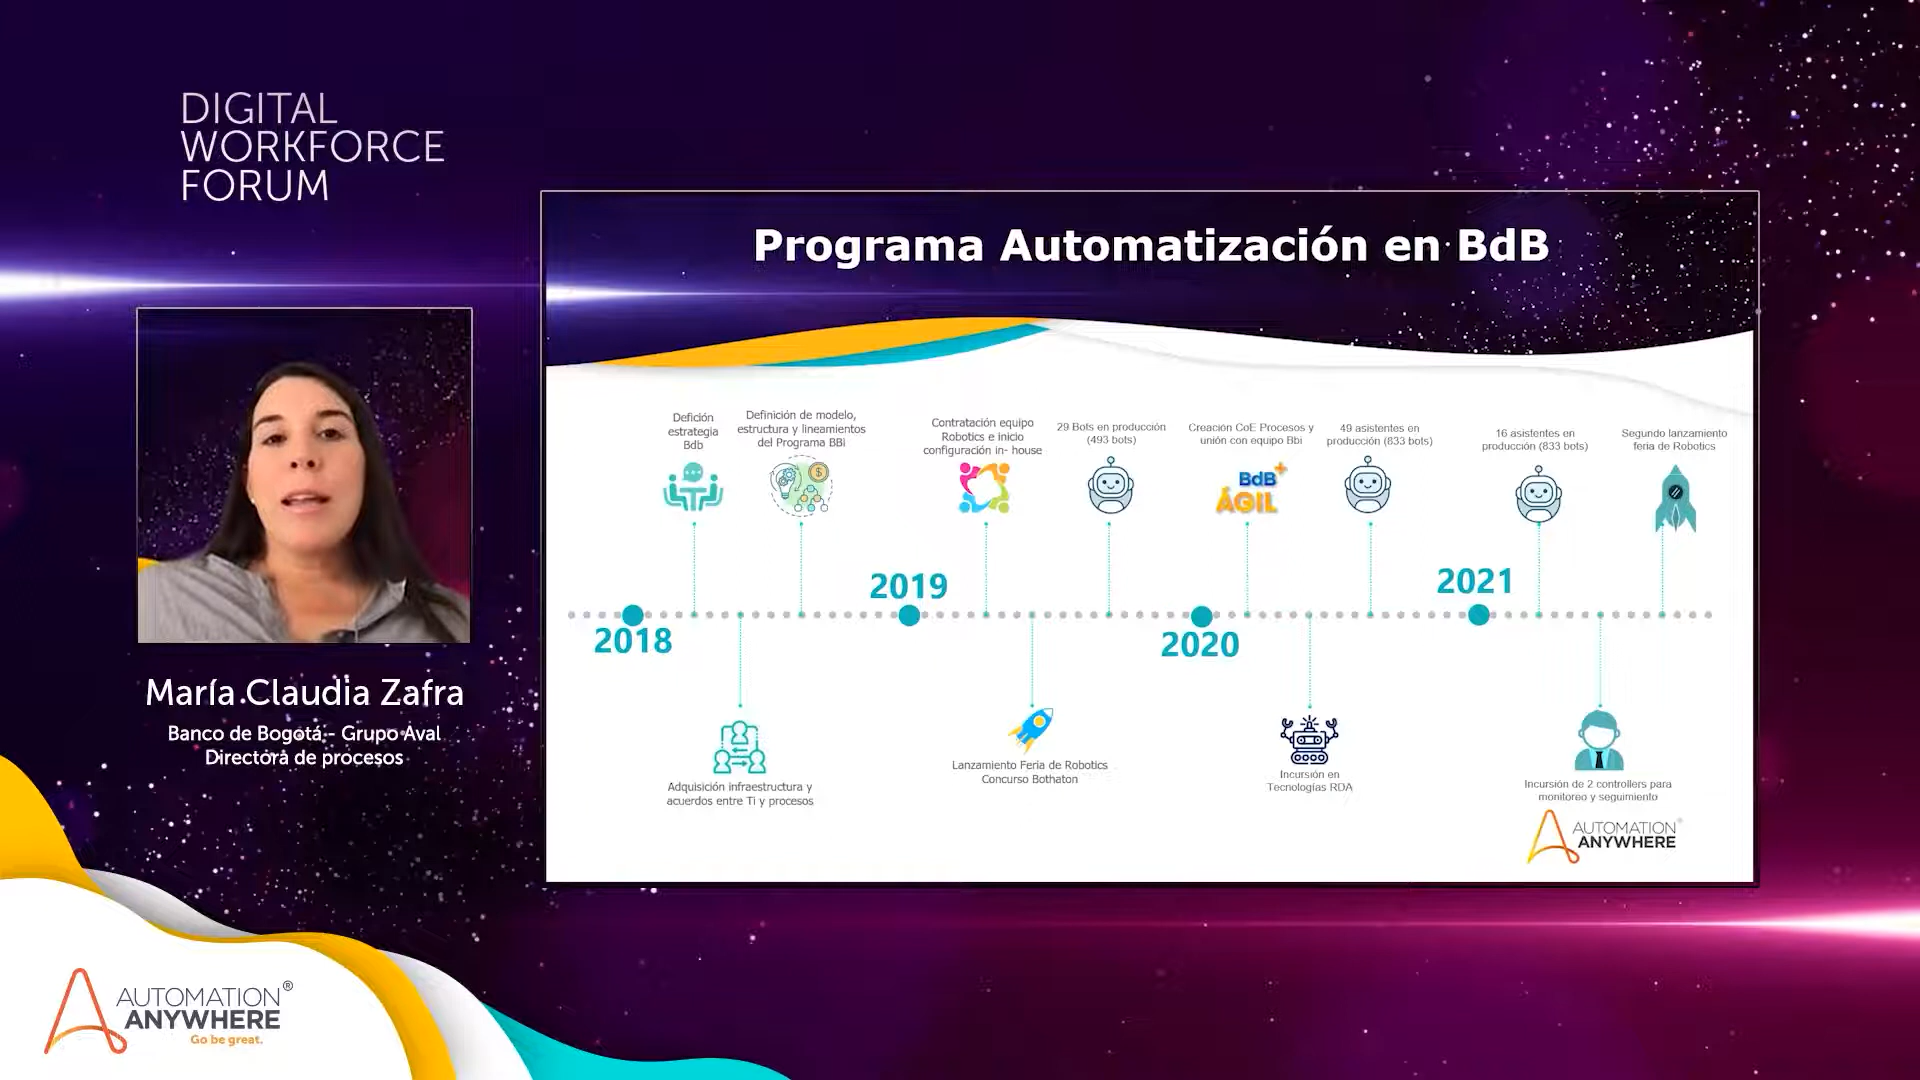 DIGITAL
WORKFORCE
FORUM
Programa Automatización en BdB
Defición
estrategia
Bdb
Definición de modelo,
estructura y lineamientos
del Programa BBi
Contratación equipo
Robotics e inicio
configuración in- house
29 Bots en producción
(493 bots)
Creación CoE Procesos y
unión con equipo Bbi
BdB+
ÁGIL
49 asistentes en
producción (833 bots)
16 asistentes en
producción (833 bots)
Segundo lanzamiento
feria de Robotics
2018
2019
2020
2021
Adquisición infraestructura y
acuerdos entre Ti y procesos
Lanzamiento Feria de Robotics
Concurso Bothaton
Incursión en
Tecnologías RDA
Incursión de 2 controllers para
monitoreo y seguimiento
AUTOMATION
ANYWHERE
María Claudia Zafra
Banco de Bogotá - Grupo Aval
Directora de procesos
AUTOMATION®
ANYWHERE
Go be great.